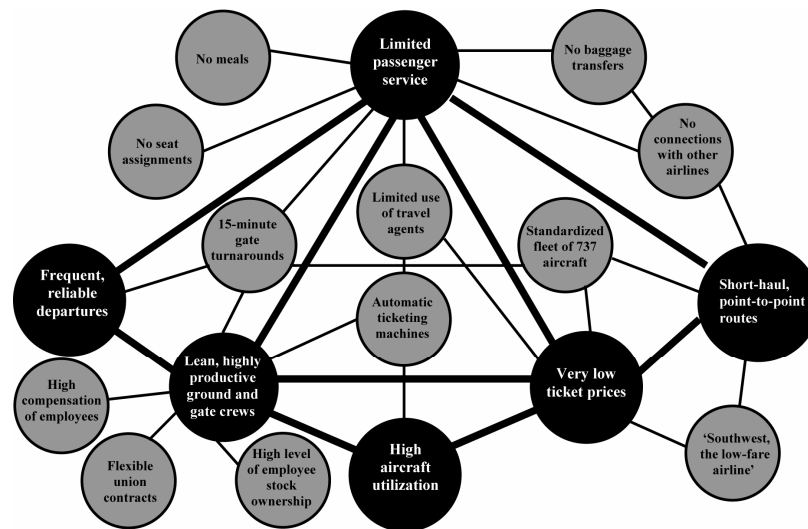 Limited
passenger
service
No meals
No baggage
transfers
No seat
assignments
No
connections
with other
airlines
15-minute
gate
turnarounds
Limited use of
travel
agents
Standardized
fleet of 737
aircraft
Frequent,
reliable
departures
Short-haul,
point-to-point
routes
Automatic
ticketing
machines
Lean, highly
productive
ground and
gate crews
Very low
ticket prices
High
compensation
of employees
Flexible
union
contracts
High level
of employee
stock
ownership
High
aircraft
utilization
‘Southwest,
the low-fare
airline’